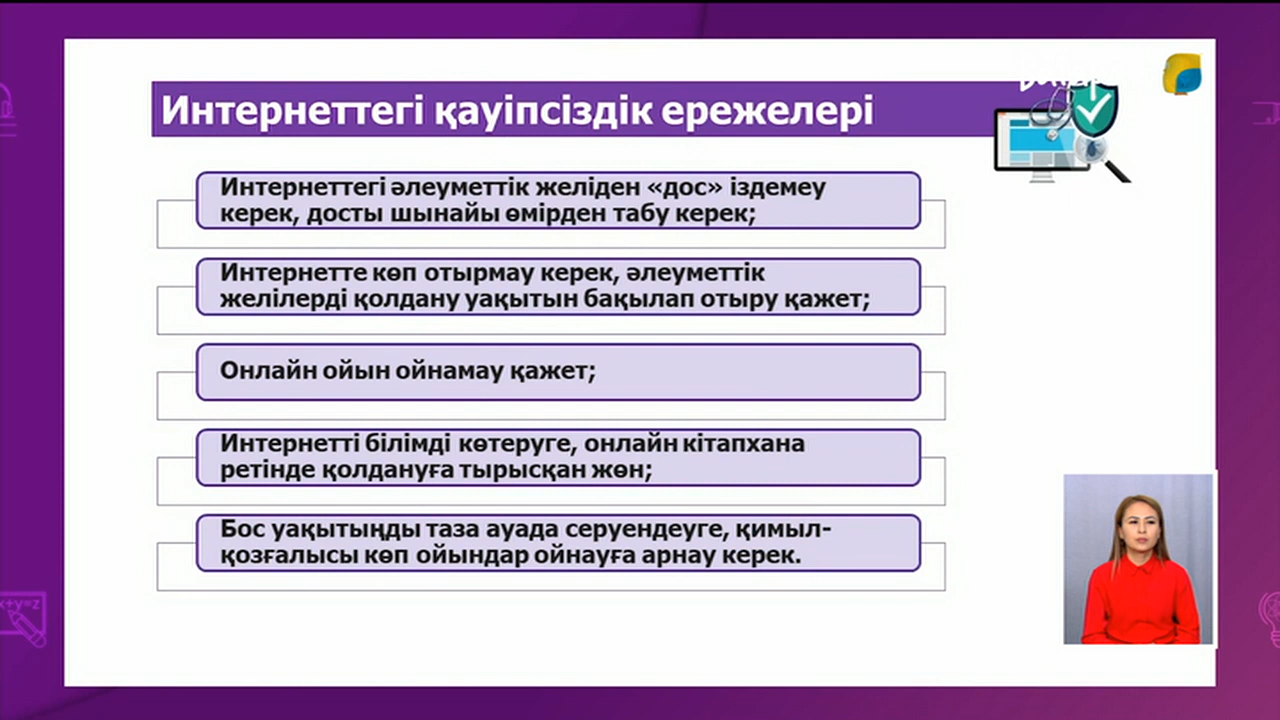 Интернеттегі қауіпсіздік ережелері
Интернеттегі әлеуметтік желіден «дос» іздемеу
керек, досты шынайы өмірден табу керек;
Интернетте көп отырмау керек, әлеуметтік
желілерді қолдану уақытын бақылап отыру қажет;
Онлайн ойын ойнамау қажет;
Интернетті білімді көтеруге, онлайн кітапхана
ретінде қолдануға тырысқан жөн;
Бос уақытыңды таза ауада серуендеуге, қимыл-
қозғалысы көп ойындар ойнауға арнау керек.
x+y=z